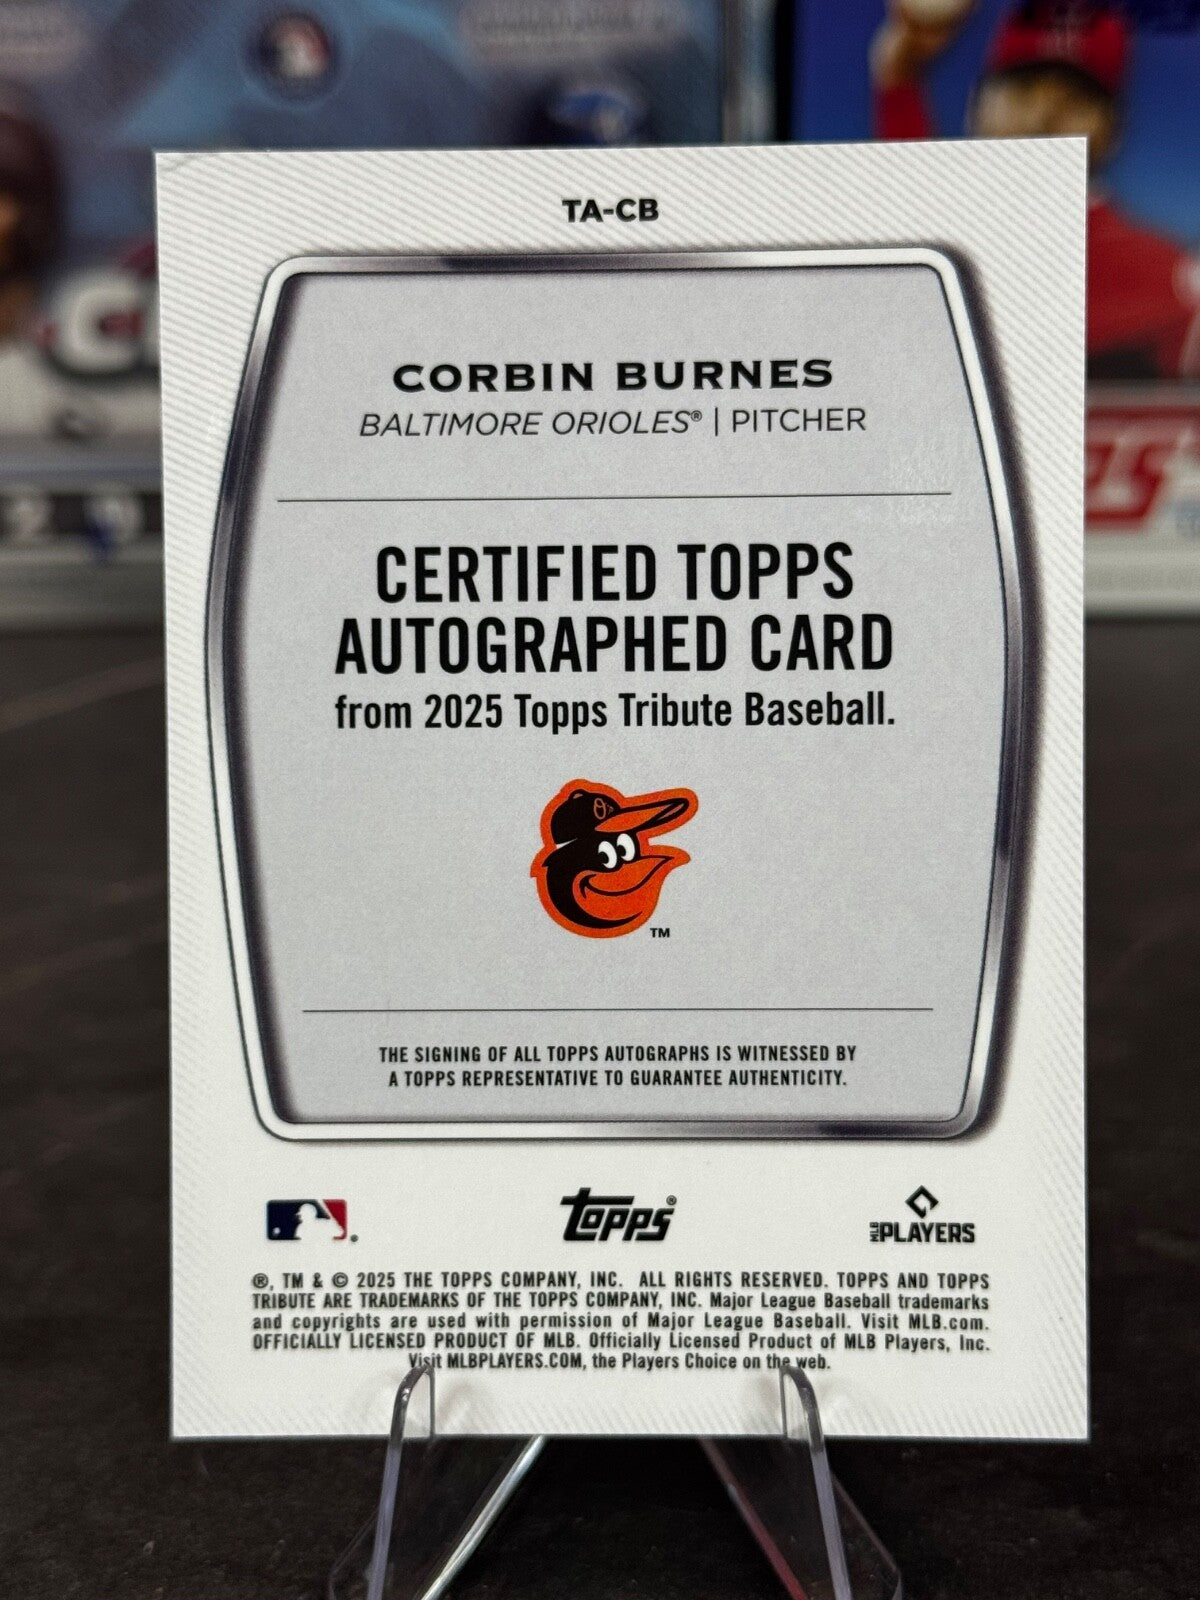 TA-CB
CORBIN BURNES
BALTIMORE ORIOLES® | PITCHER
CERTIFIED TOPPS
AUTOGRAPHED CARD
from 2025 Topps Tribute Baseball.
TM
THE SIGNING OF ALL TOPPS AUTOGRAPHS IS WITNESSED BY
A TOPPS REPRESENTATIVE TO GUARANTEE AUTHENTICITY.
topps®
MLB PLAYERS
®, TM & © 2025 THE TOPPS COMPANY, INC. ALL RIGHTS RESERVED. TOPPS AND TOPPS
TRIBUTE ARE TRADEMARKS OF THE TOPPS COMPANY, INC. Major League Baseball trademarks
and copyrights are used with permission of Major League Baseball. Visit MLB.com.
OFFICIALLY LICENSED PRODUCT OF MLB. Officially Licensed Product of MLB Players, Inc.
Visit MLBPLAYERS.COM, the Players Choice on the web.